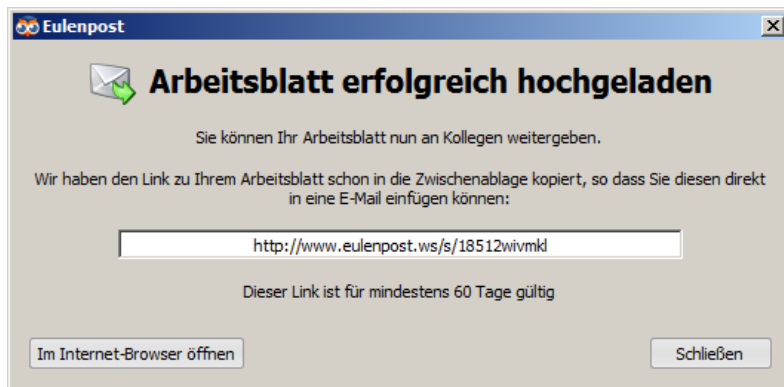 Eulenpost
Arbeitsblatt erfolgreich hochgeladen
Sie können Ihr Arbeitsblatt nun an Kollegen weitergeben.
Wir haben den Link zu Ihrem Arbeitsblatt schon in die Zwischenablage kopiert, so dass Sie diesen direkt
in eine E-Mail einfügen können:
http://www.eulenpost.ws/s/18512wivmkl
Dieser Link ist für mindestens 60 Tage gültig
Im Internet-Browser öffnen
Schließen